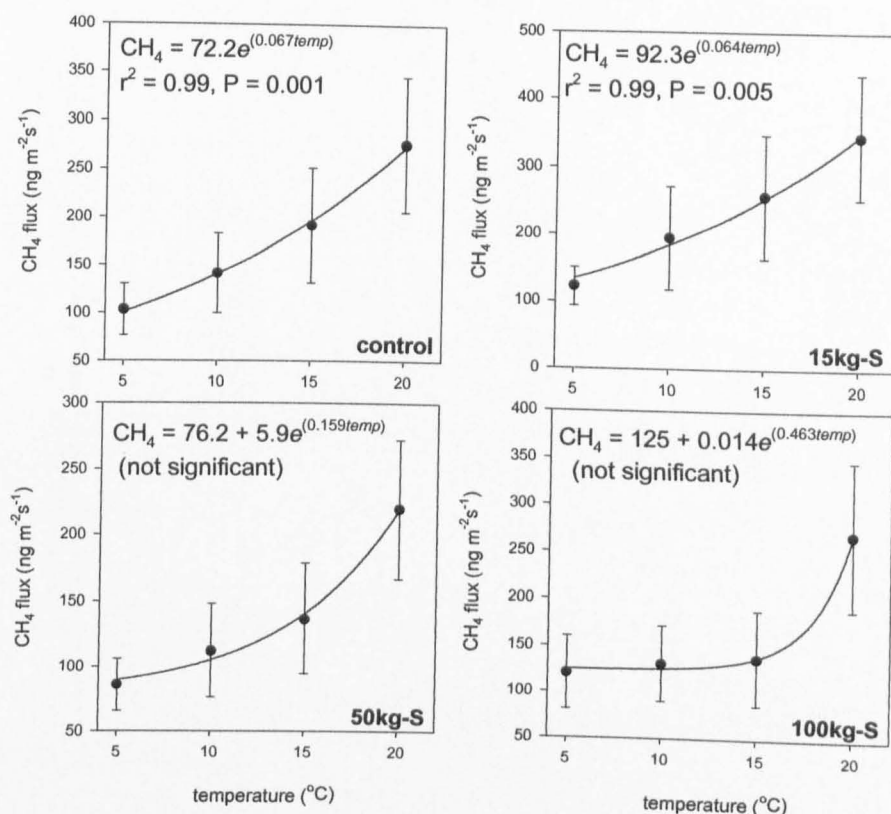 CH₄ = 72.2e^(0.067temp)
r² = 0.99, P = 0.001
400
350
300
250
200
150
100
50
CH₄ flux (ng m⁻²s⁻¹)
5 10 15 20
control
CH₄ = 92.3e^(0.064temp)
r² = 0.99, P = 0.005
500
400
300
200
100
0
CH₄ flux (ng m⁻²s⁻¹)
5 10 15 20
15kg-S
CH₄ = 76.2 + 5.9e^(0.159temp)
(not significant)
300
250
200
150
100
50
CH₄ flux (ng m⁻²s⁻¹)
5 10 15 20
50kg-S
temperature (°C)
CH₄ = 125 + 0.014e^(0.463temp)
(not significant)
400
350
300
250
200
150
100
50
CH₄ flux (ng m⁻²s⁻¹)
5 10 15 20
100kg-S
temperature (°C)